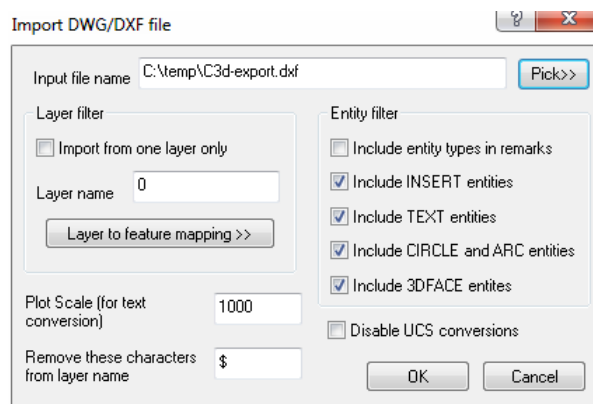 Import DWG/DXF file
Input file name C:\temp\C3d-export.dxf Pick>>
Layer filter
Import from one layer only
Layer name 0
Layer to feature mapping >>
Entity filter
Include entity types in remarks
Include INSERT entities
Include TEXT entities
Include CIRCLE and ARC entities
Include 3DFACE entites
Plot Scale (for text
conversion) 1000
Remove these characters
from layer name $
Disable UCS conversions
OK Cancel